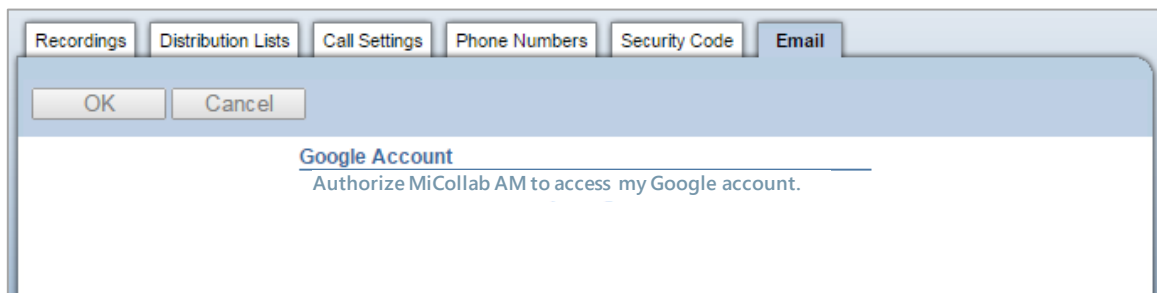 Recordings Distribution Lists Call Settings Phone Numbers Security Code Email
OK Cancel
Google Account
Authorize MiCollab AM to access my Google account.